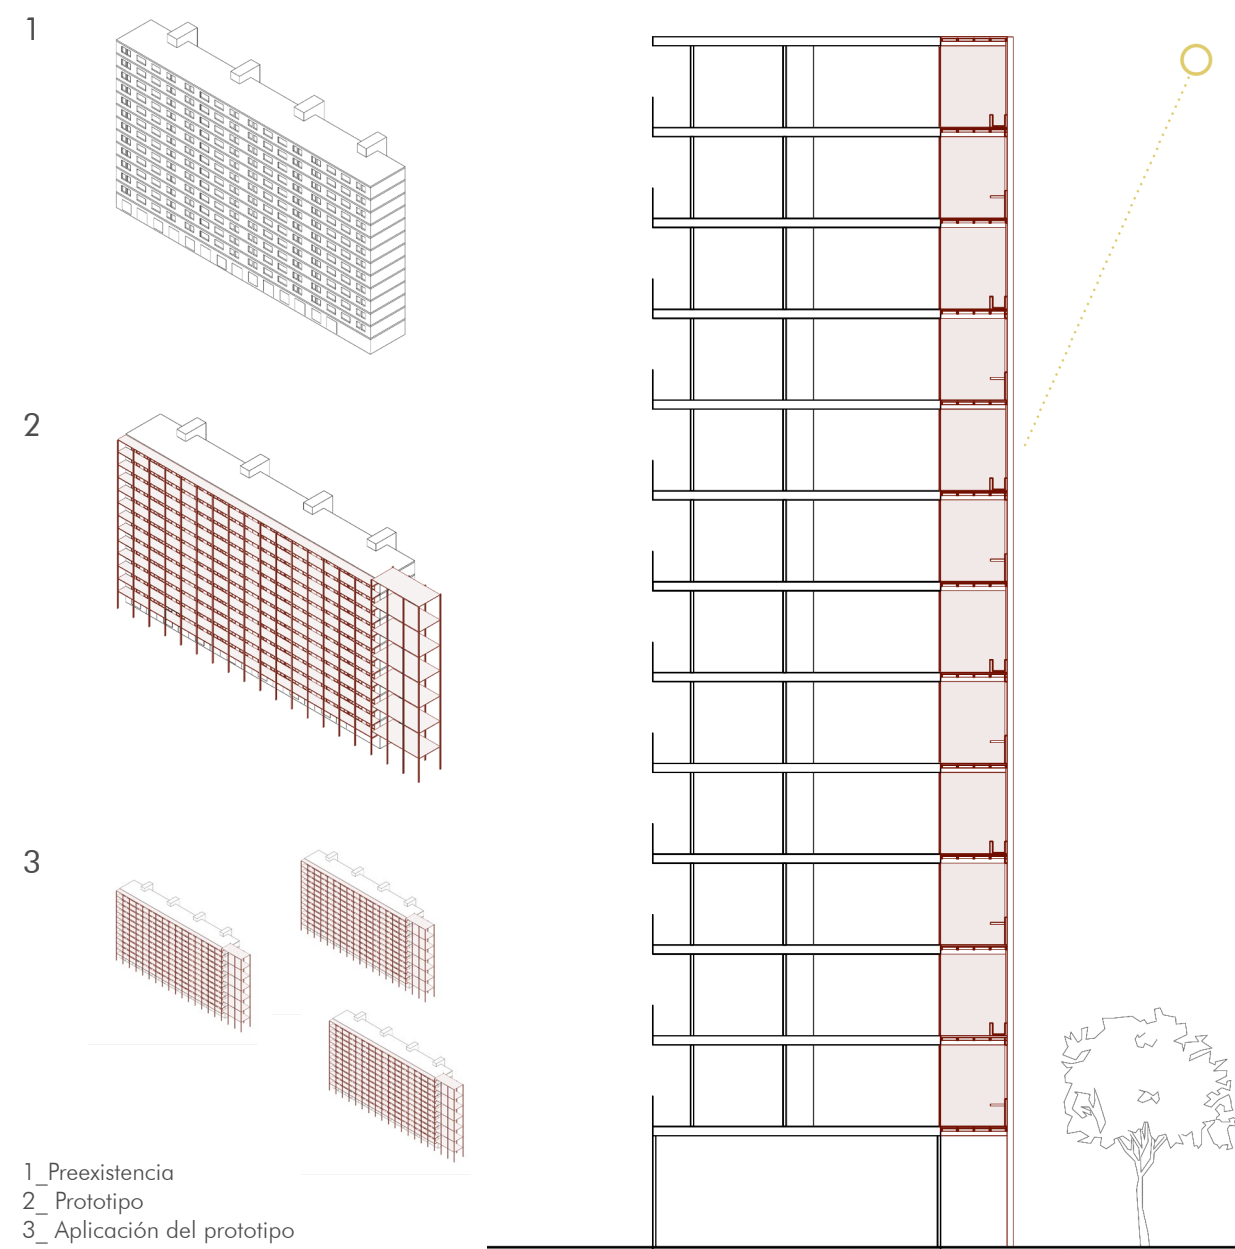 1
2
3
1_Preexistencia
2_ Prototipo
3_ Aplicación del prototipo